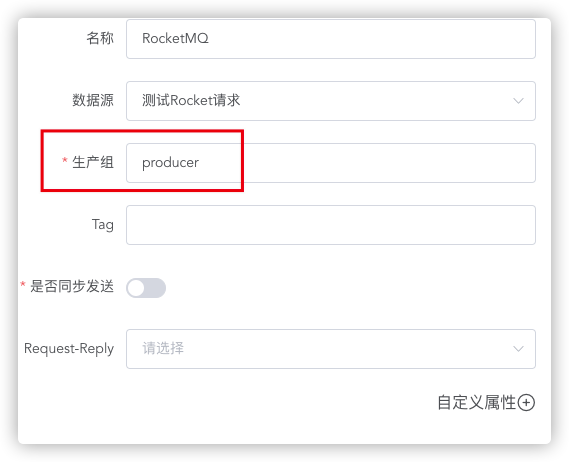 名称 RocketMQ
数据源 测试Rocket请求
* 生产组 producer
Tag
* 是否同步发送
Request-Reply 请选择
自定义属性